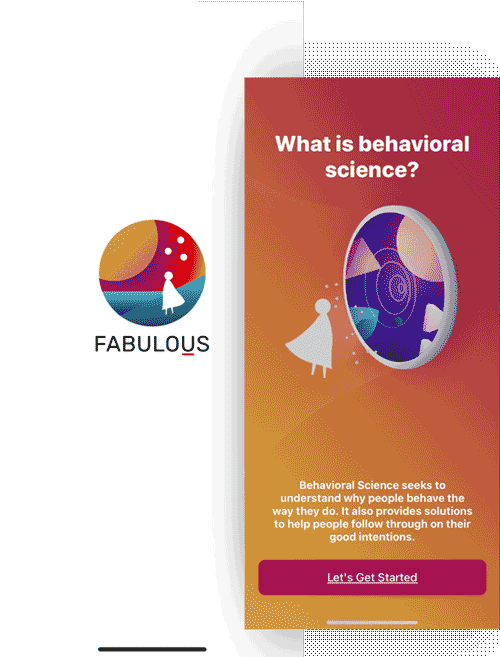 FABULOUS
What is behavioral
science?
Behavioral Science seeks to
understand why people behave the
way they do. It also provides solutions
to help people follow through on their
good intentions.
Let's Get Started